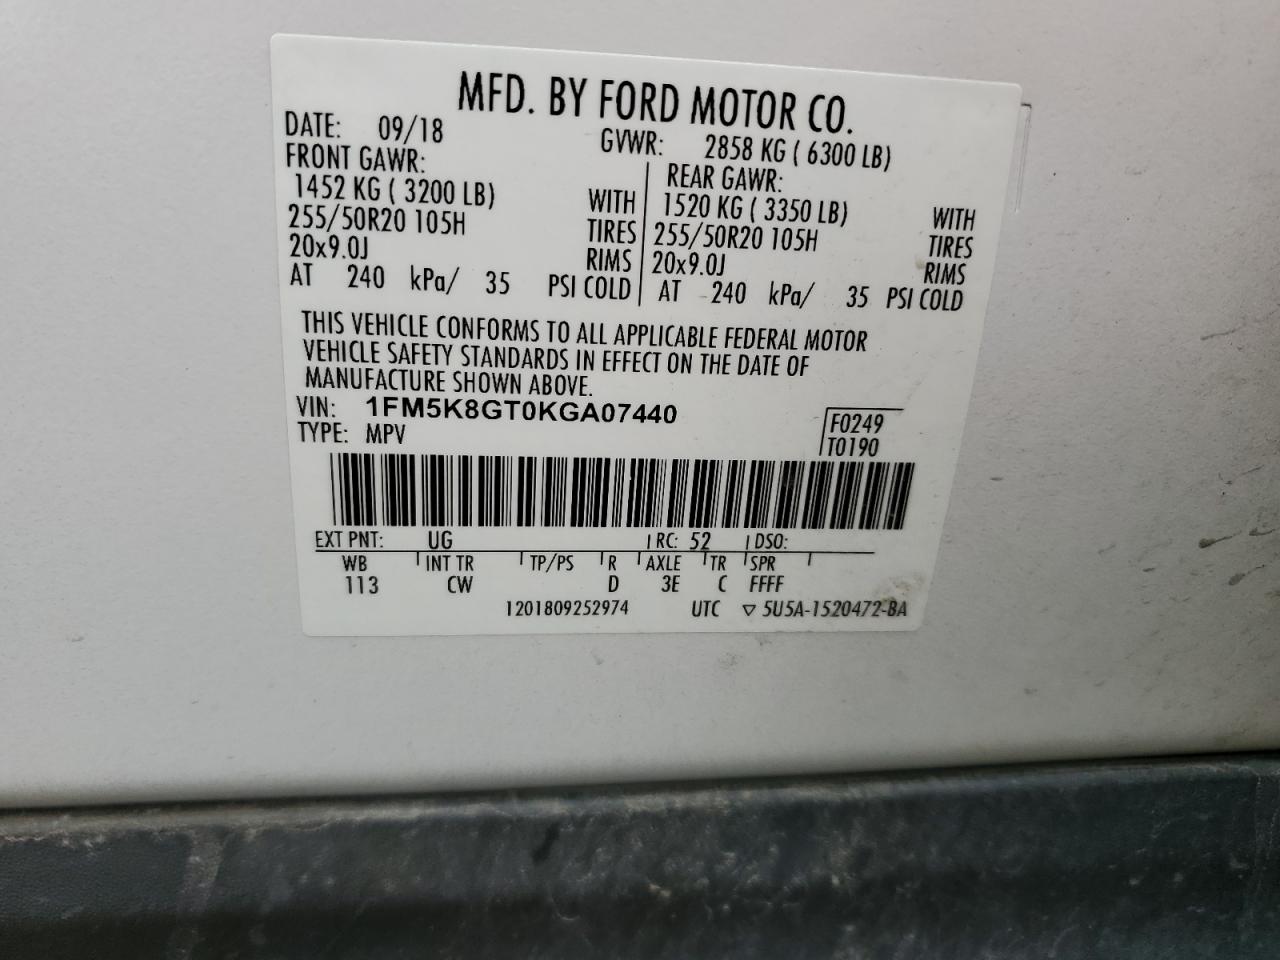 MFD. BY FORD MOTOR CO.
DATE: 09/18 GVWR: 2858 KG ( 6300 LB)
FRONT GAWR: REAR GAWR:
1452 KG ( 3200 LB) WITH 1520 KG ( 3350 LB) WITH
255/50R20 105H TIRES 255/50R20 105H TIRES
20x9.0J RIMS 20x9.0J RIMS
AT 240 kPa/ 35 PSI COLD AT 240 kPa/ 35 PSI COLD
THIS VEHICLE CONFORMS TO ALL APPLICABLE FEDERAL MOTOR
VEHICLE SAFETY STANDARDS IN EFFECT ON THE DATE OF
MANUFACTURE SHOWN ABOVE.
VIN: 1FM5K8GT0KGA07440 F0249
TYPE: MPV T0190
EXT PNT: UG RC: 52 DSO:
WB INT TR TP/PS R AXLE TR SPR
113 CW D 3E C FFFF
1201809252974 UTC ▽ 5U5A-1520472-BA